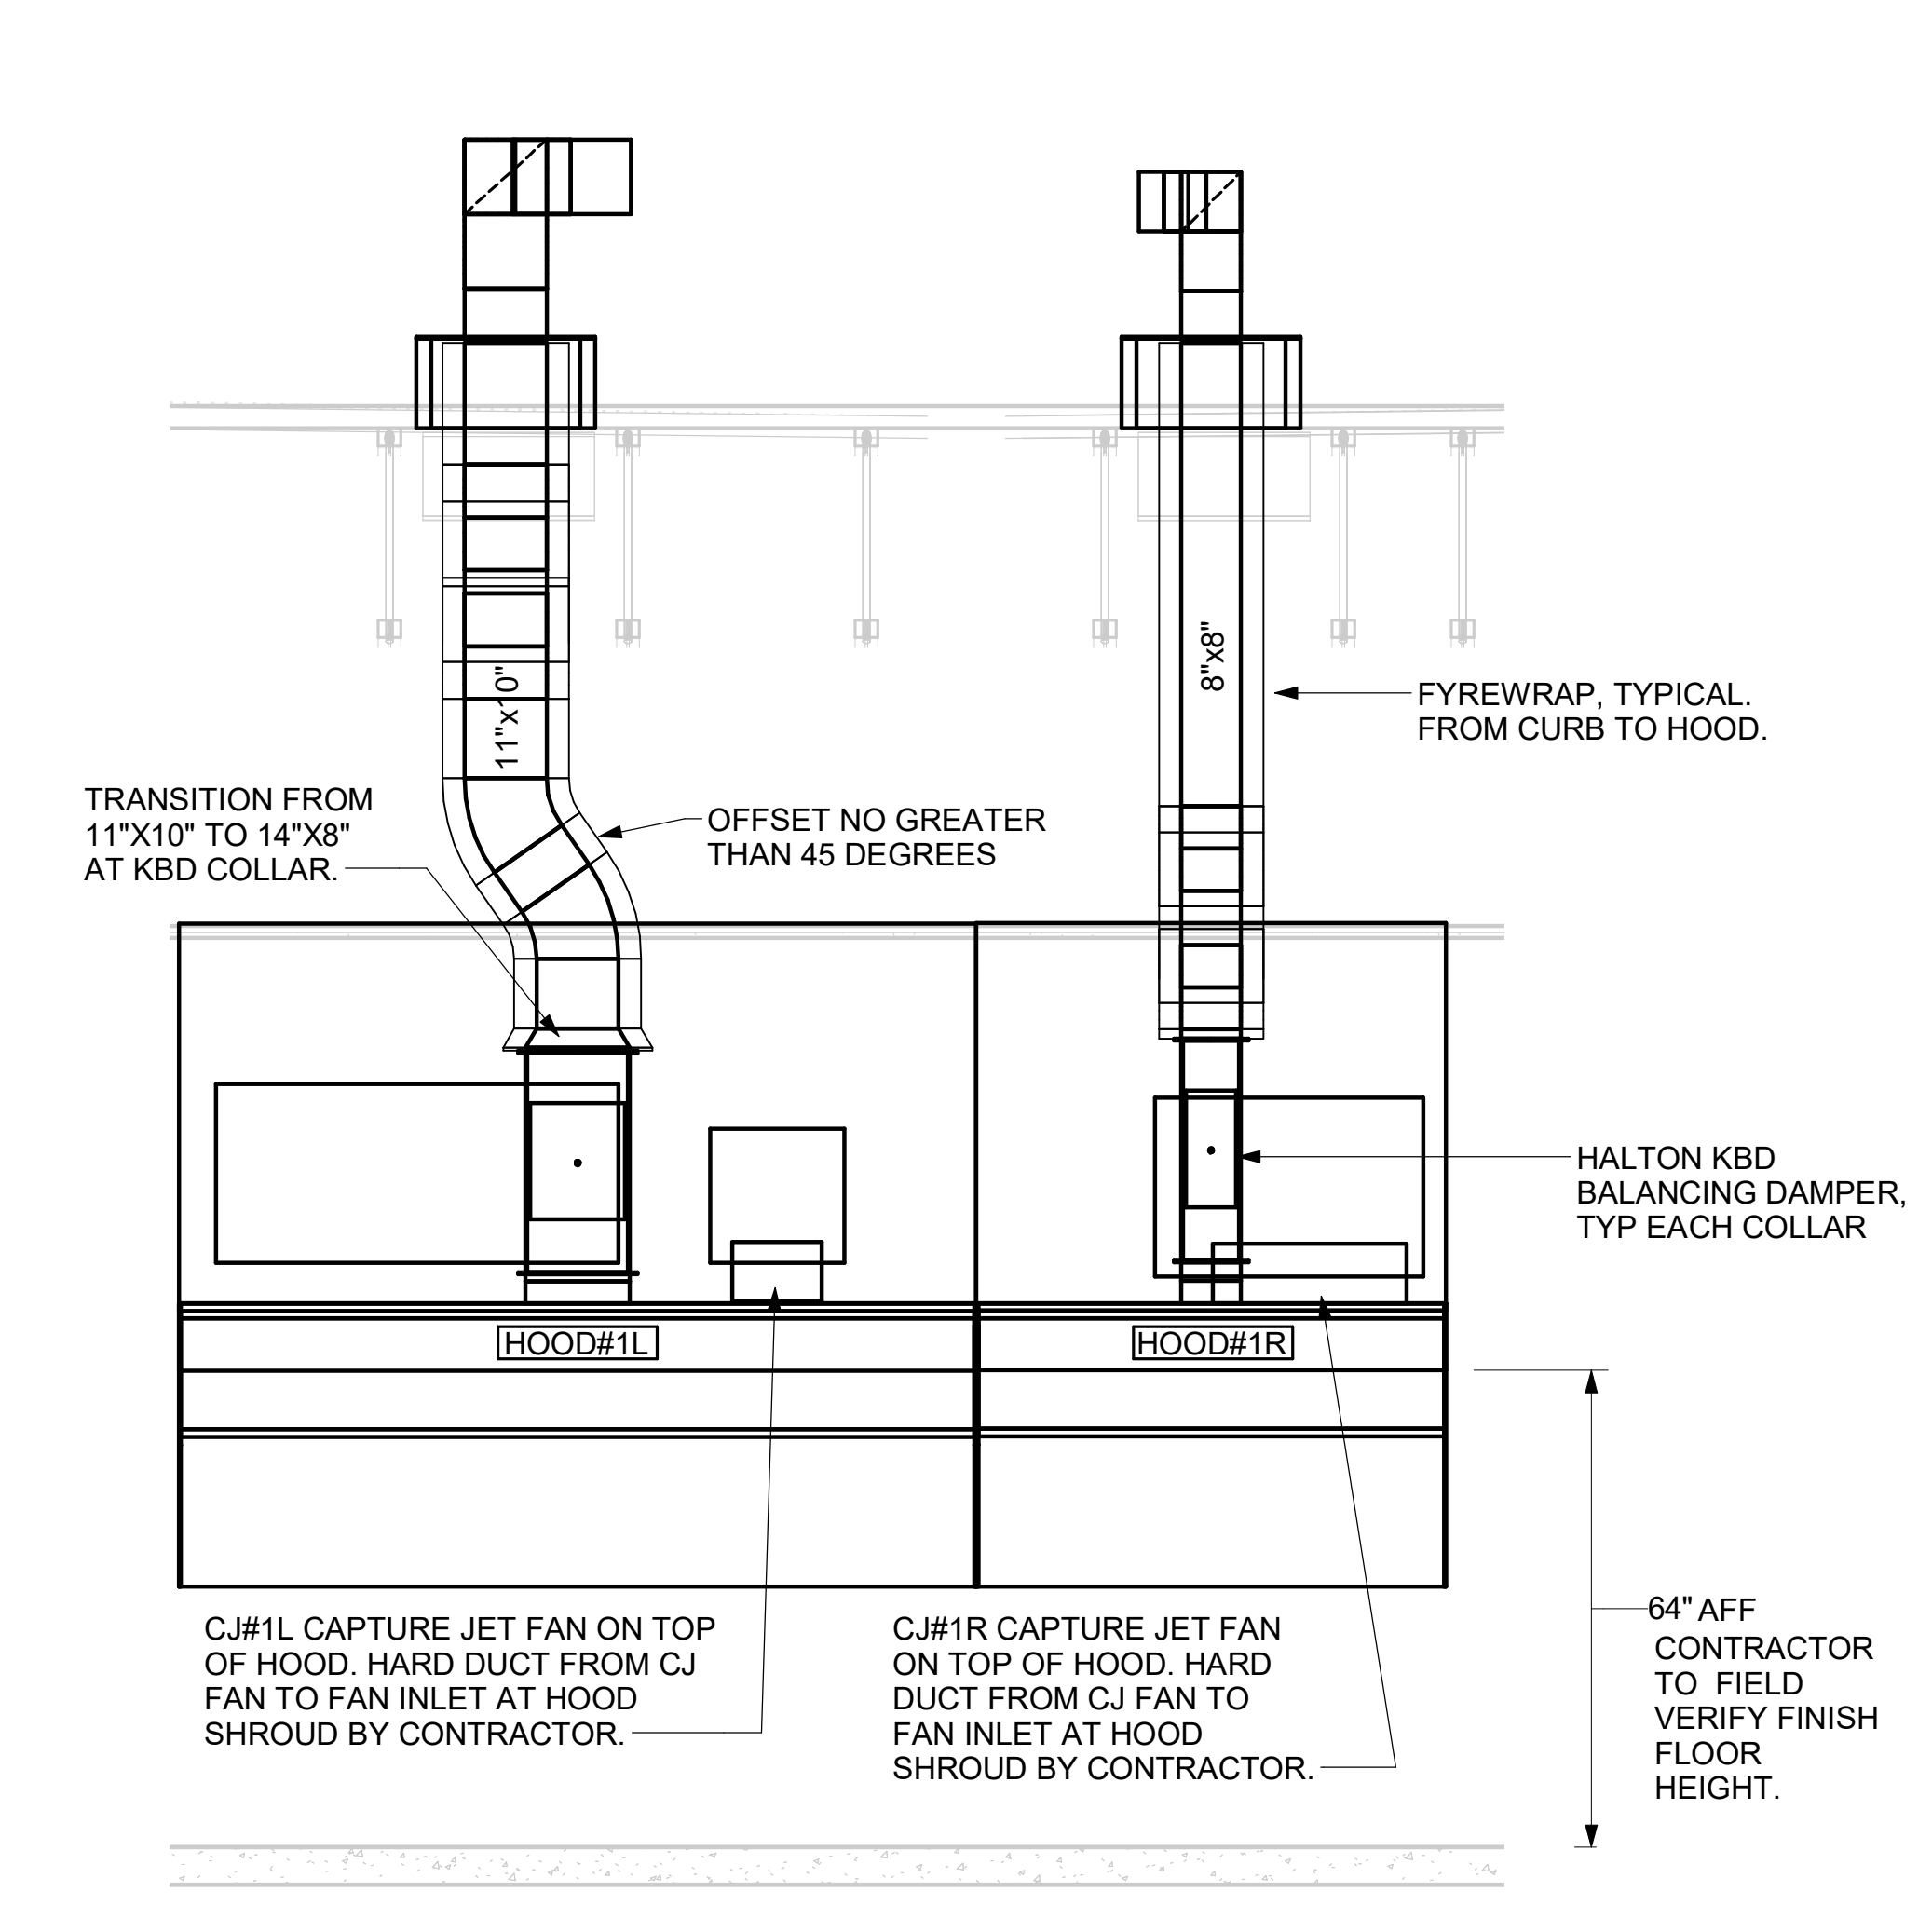 11"x10"
8"x8"
FYREWRAP, TYPICAL.
FROM CURB TO HOOD.
TRANSITION FROM
11"X10" TO 14"X8"
AT KBD COLLAR.
OFFSET NO GREATER
THAN 45 DEGREES
HALTON KBD
BALANCING DAMPER,
TYP EACH COLLAR
HOOD#1L
HOOD#1R
CJ#1L CAPTURE JET FAN ON TOP
OF HOOD. HARD DUCT FROM CJ
FAN TO FAN INLET AT HOOD
SHROUD BY CONTRACTOR.
CJ#1R CAPTURE JET FAN
ON TOP OF HOOD. HARD
DUCT FROM CJ FAN TO
FAN INLET AT HOOD
SHROUD BY CONTRACTOR.
64" AFF
CONTRACTOR
TO FIELD
VERIFY FINISH
FLOOR
HEIGHT.